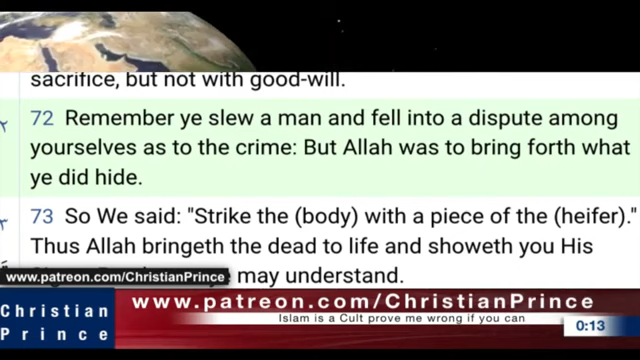 sacrifice, but not with good-will.
٢
72 Remember ye slew a man and fell into a dispute among
yourselves as to the crime: But Allah was to bring forth what
ye did hide.
٣
73 So We said: "Strike the (body) with a piece of the (heifer)."
Thus Allah bringeth the dead to life and showeth you His
may understand.
www.patreon.com/ChristianPrince
www.patreon.com/ChristianPrince
Christian
Prince
Islam is a Cult prove me wrong if you can
0:13